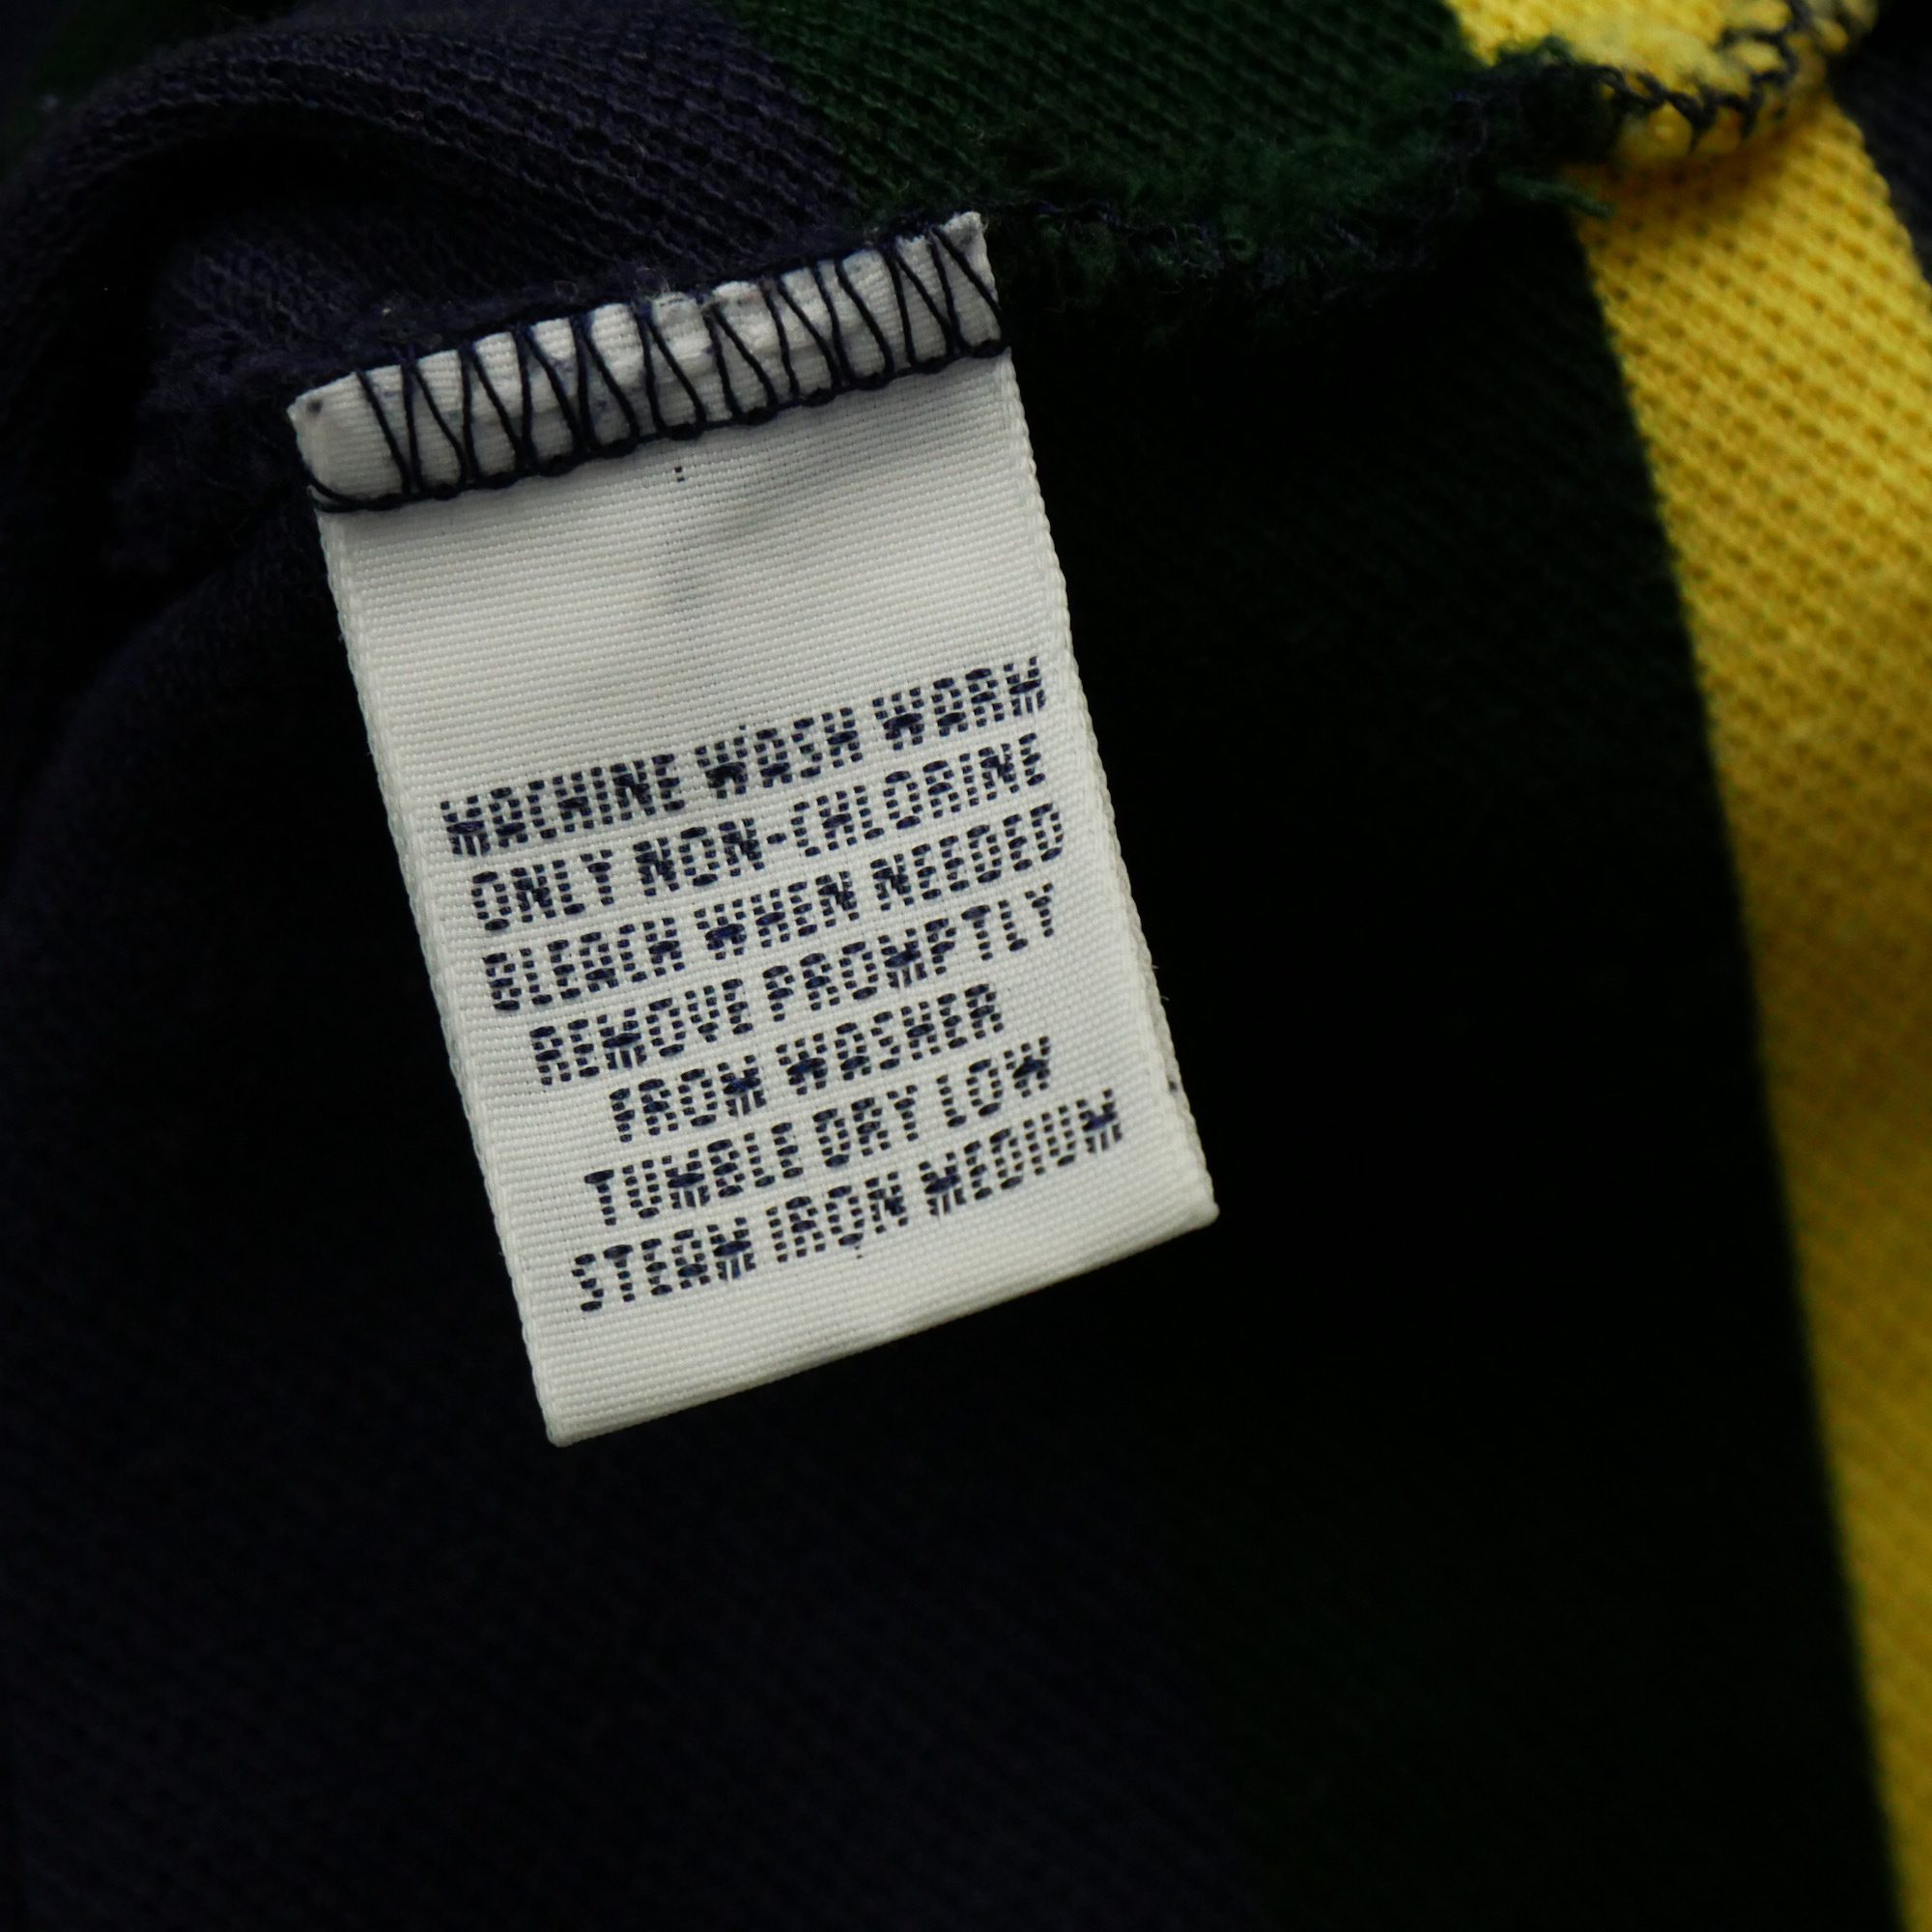 MACHINE WASH WARM
ONLY NON-CHLORINE
BLEACH WHEN NEEDED
REMOVE PROMPTLY
FROM WASHER
TUMBLE DRY LOW
STEAM IRON MEDIUM